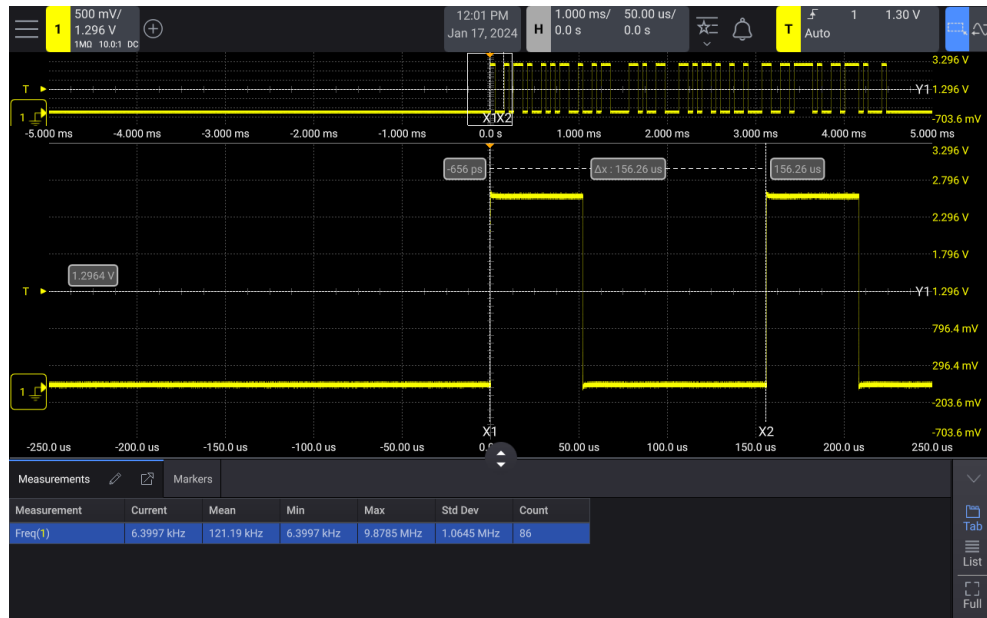 1
500 mV/
1.296 V
1MΩ 10.0:1 DC
12:01 PM
Jan 17, 2024
H
1.000 ms/ 50.00 us/
0.0 s 0.0 s
T
1 1.30 V
Auto
3.296 V
T
Y1 1.296 V
1
X1X2
-703.6 mV
-5.000 ms -4.000 ms -3.000 ms -2.000 ms -1.000 ms 0.0 s 1.000 ms 2.000 ms 3.000 ms 4.000 ms 5.000 ms
3.296 V
-656 ps Δx : 156.26 us 156.26 us
2.796 V
2.296 V
1.796 V
1.2964 V
T
Y1 1.296 V
796.4 mV
296.4 mV
1
-203.6 mV
X1 X2
-703.6 mV
-250.0 us -200.0 us -150.0 us -100.0 us -50.00 us 50.00 us 100.0 us 150.0 us 200.0 us 250.0 us
Measurements Markers
Measurement Current Mean Min Max Std Dev Count
Freq(1) 6.3997 kHz 121.19 kHz 6.3997 kHz 9.8785 MHz 1.0645 MHz 86
Tab
List
Full